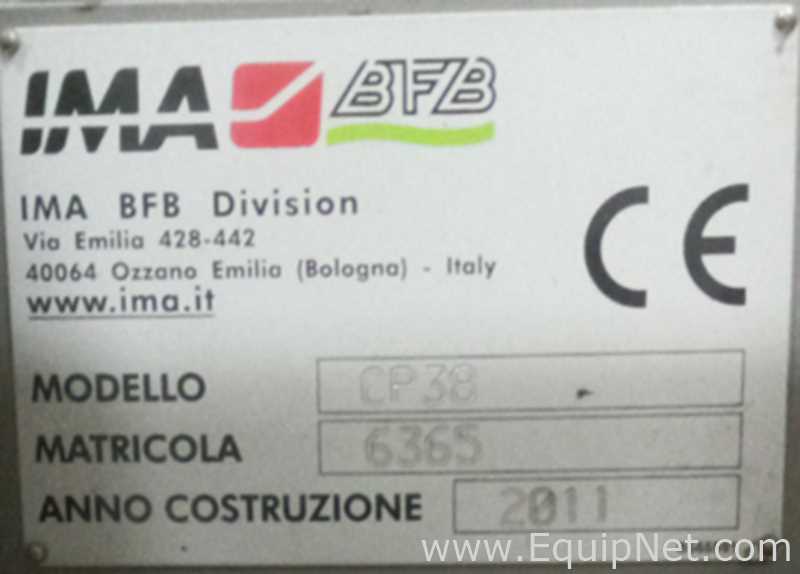 IMA BFB
IMA BFB Division
Via Emilia 428-442
40064 Ozzano Emilia (Bologna) - Italy
www.ima.it
CE
MODELLO CP38
MATRICOLA 6365
ANNO COSTRUZIONE 2011
www.EquipNet.com